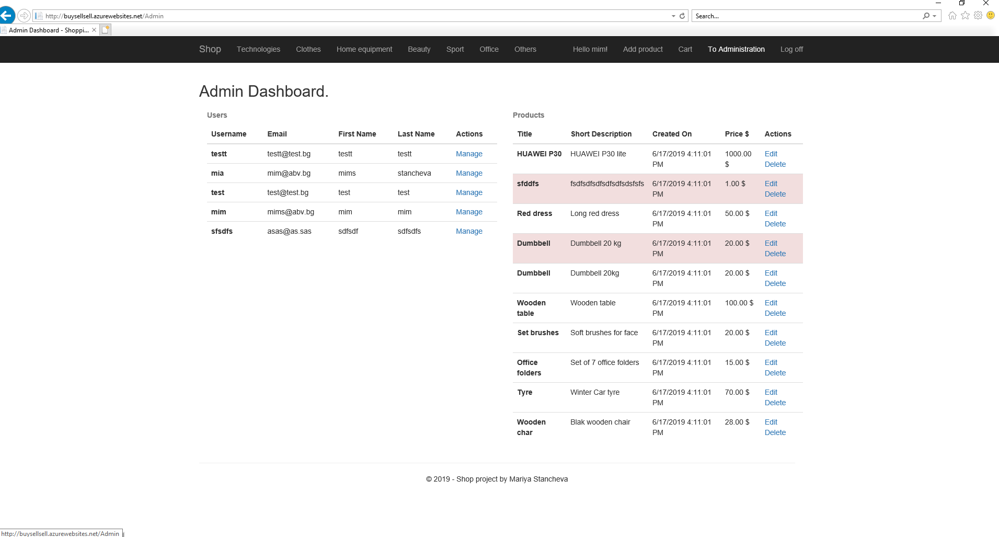 http://buysellsell.azurewebsites.net/Admin
Search...
Admin Dashboard - Shoppi...
Shop Technologies Clothes Home equipment Beauty Sport Office Others Hello mim! Add product Cart To Administration Log off
Admin Dashboard.
Users
Username Email First Name Last Name Actions
testt testt@test.bg testt testt Manage
mia mim@abv.bg mims stancheva Manage
test test@test.bg test test Manage
mim mims@abv.bg mim mim Manage
sfsdfs asas@as.sas sdfsdf sdfsdfs Manage
Products
Title Short Description Created On Price $ Actions
HUAWEI P30 HUAWEI P30 lite 6/17/2019 4:11:01 1000.00 Edit
PM $ Delete
sfddfs fsdfsdfsdfsdfsdfsdsfsfs 6/17/2019 4:11:01 1.00 $ Edit
PM Delete
Red dress Long red dress 6/17/2019 4:11:01 50.00 $ Edit
PM Delete
Dumbbell Dumbbell 20 kg 6/17/2019 4:11:01 20.00 $ Edit
PM Delete
Dumbbell Dumbbell 20kg 6/17/2019 4:11:01 20.00 $ Edit
PM Delete
Wooden Wooden table 6/17/2019 4:11:01 100.00 $ Edit
table PM Delete
Set brushes Soft brushes for face 6/17/2019 4:11:01 20.00 $ Edit
PM Delete
Office Set of 7 office folders 6/17/2019 4:11:01 15.00 $ Edit
folders PM Delete
Tyre Winter Car tyre 6/17/2019 4:11:01 70.00 $ Edit
PM Delete
Wooden Blak wooden chair 6/17/2019 4:11:01 28.00 $ Edit
char PM Delete
© 2019 - Shop project by Mariya Stancheva
http://buysellsell.azurewebsites.net/Admin